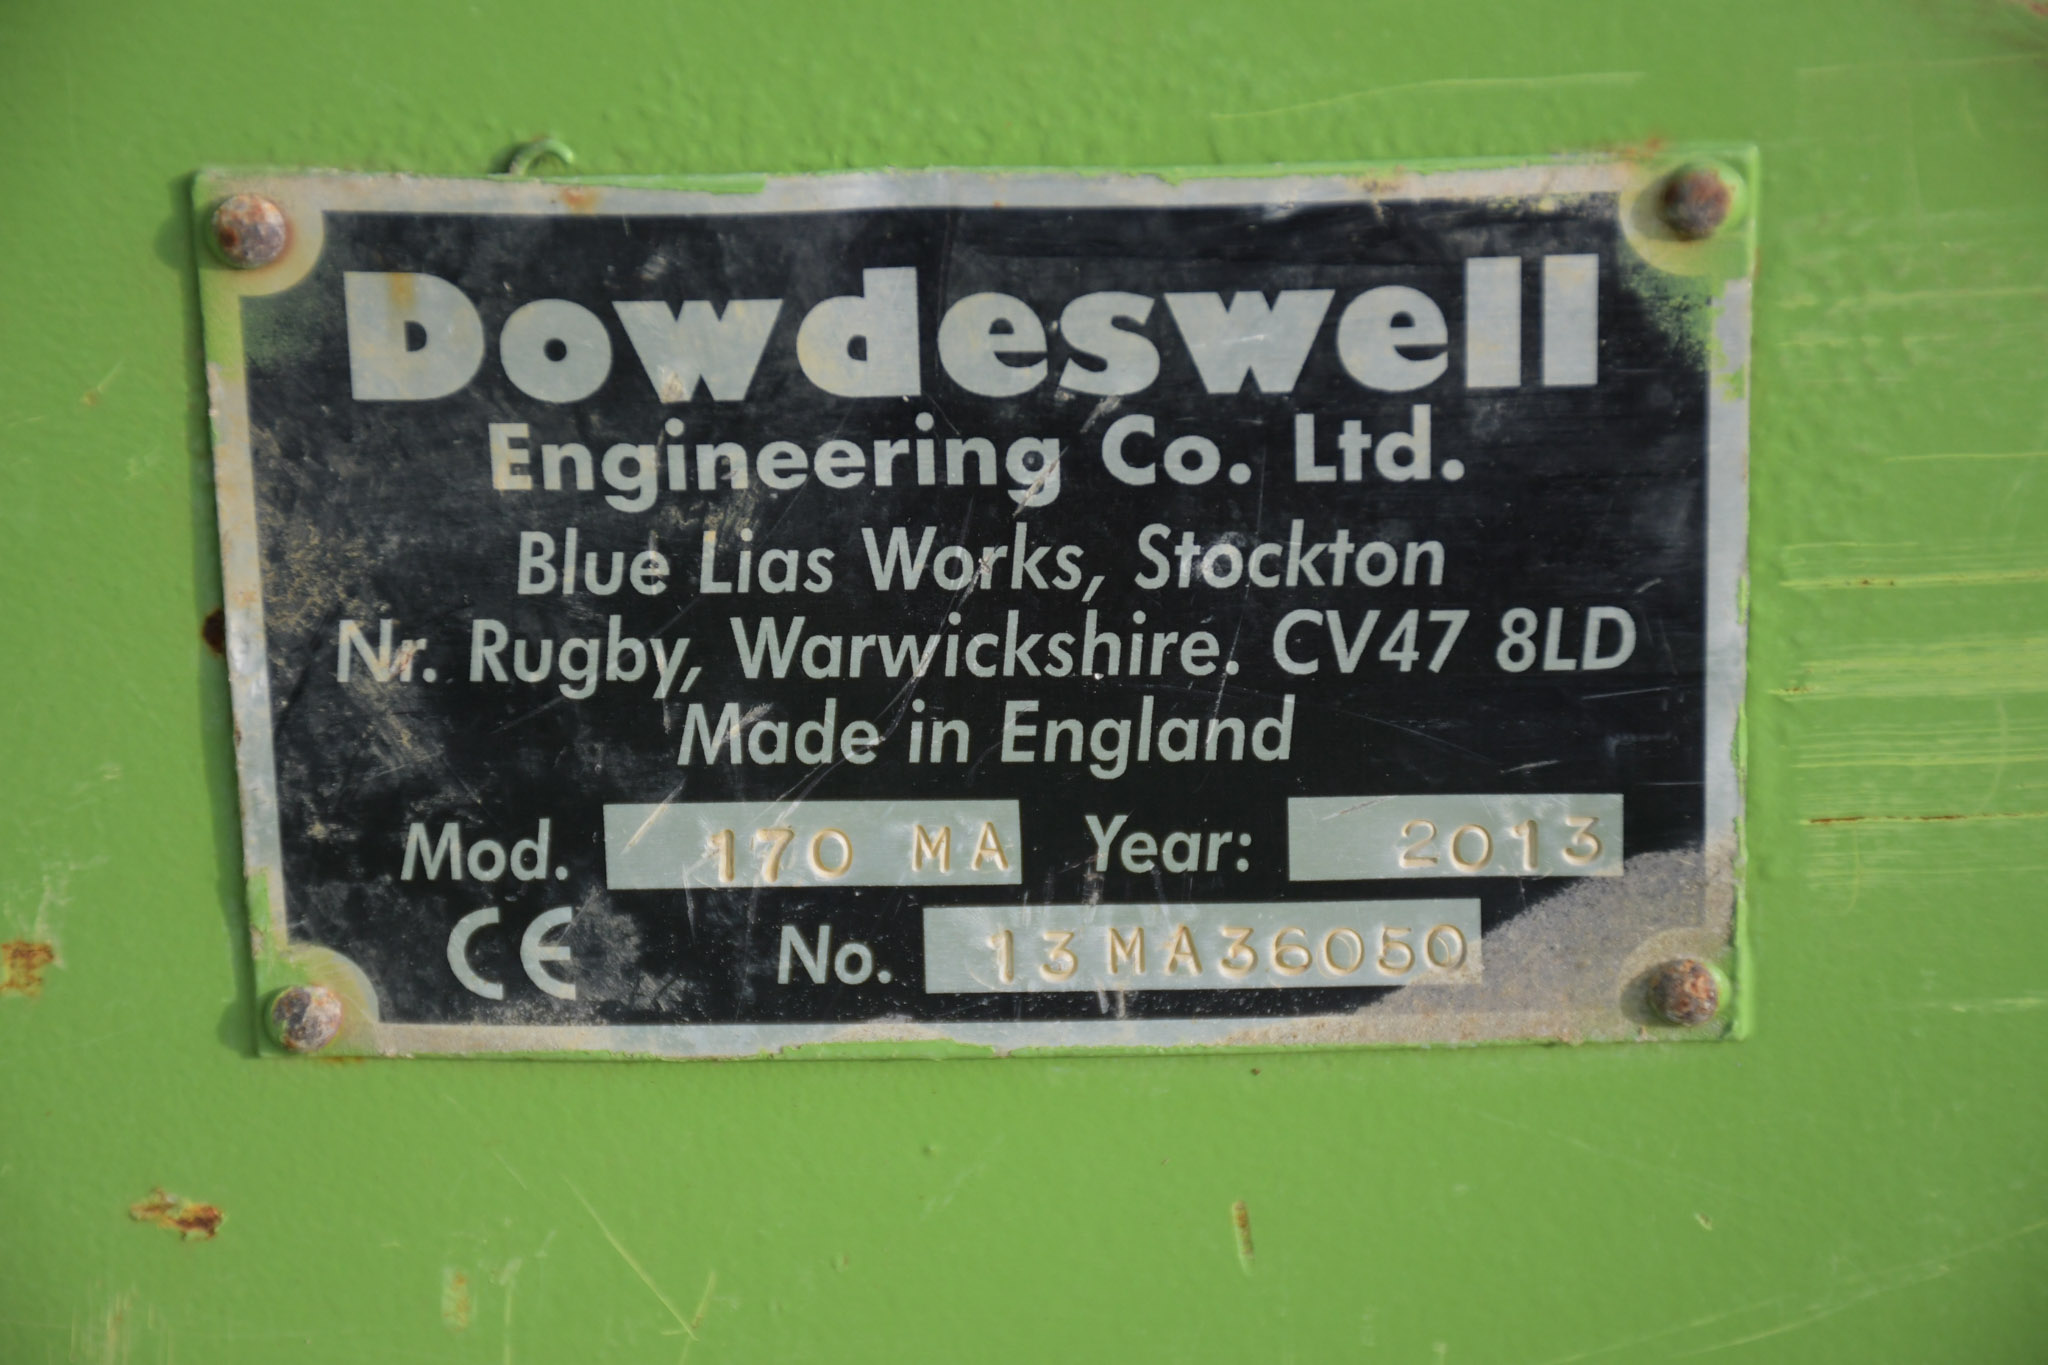 Dowdeswell
Engineering Co. Ltd.
Blue Lias Works, Stockton
Nr. Rugby, Warwickshire. CV47 8LD
Made in England
Mod. 170 MA Year: 2013
CE No. 13MA36050